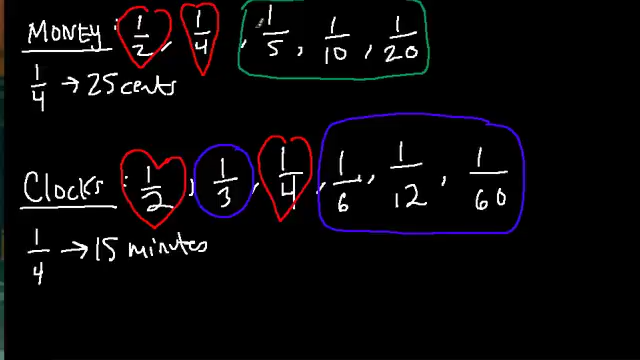 Money: 1/2, 1/4, 1/5, 1/10, 1/20
1/4 → 25 cents
Clocks: 1/2, 1/3, 1/4, 1/6, 1/12, 1/60
1/4 → 15 minutes